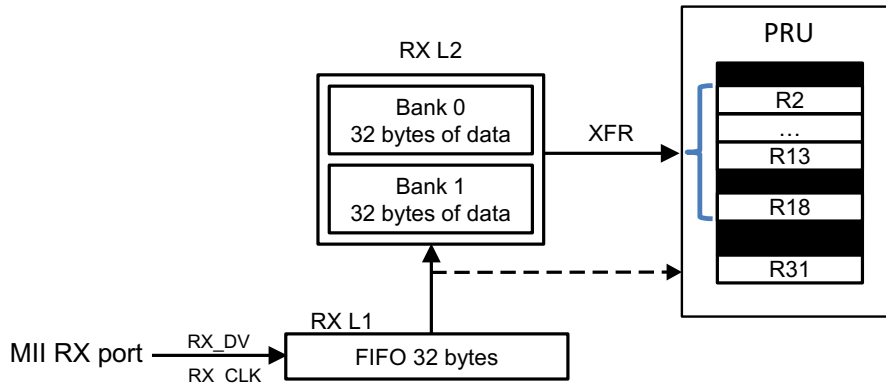 PRU
RX L2
Bank 0
32 bytes of data
Bank 1
32 bytes of data
XFR
R2
...
R13
R18
R31
RX L1
MII RX port
RX_DV
RX_CLK
FIFO 32 bytes